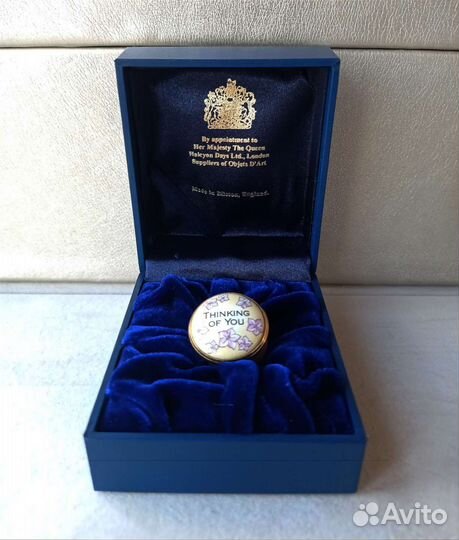 By appointment to
Her Majesty The Queen
Halcyon Days Ltd., London
Suppliers of Objets D'Art
Made in Bilston, England.
THINKING
OF YOU
Avito